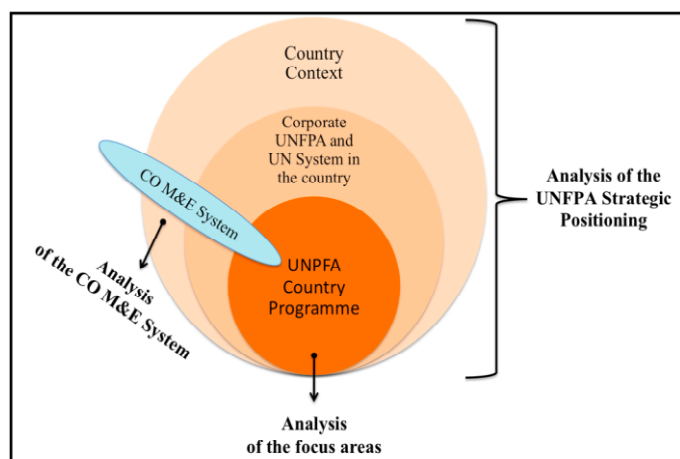 Country
Context
Corporate
UNFPA and
UN System in
the country
CO M&E System
UNPFA
Country
Programme
Analysis of the
UNFPA Strategic
Positioning
Analysis
of the CO M&E System
Analysis
of the focus areas